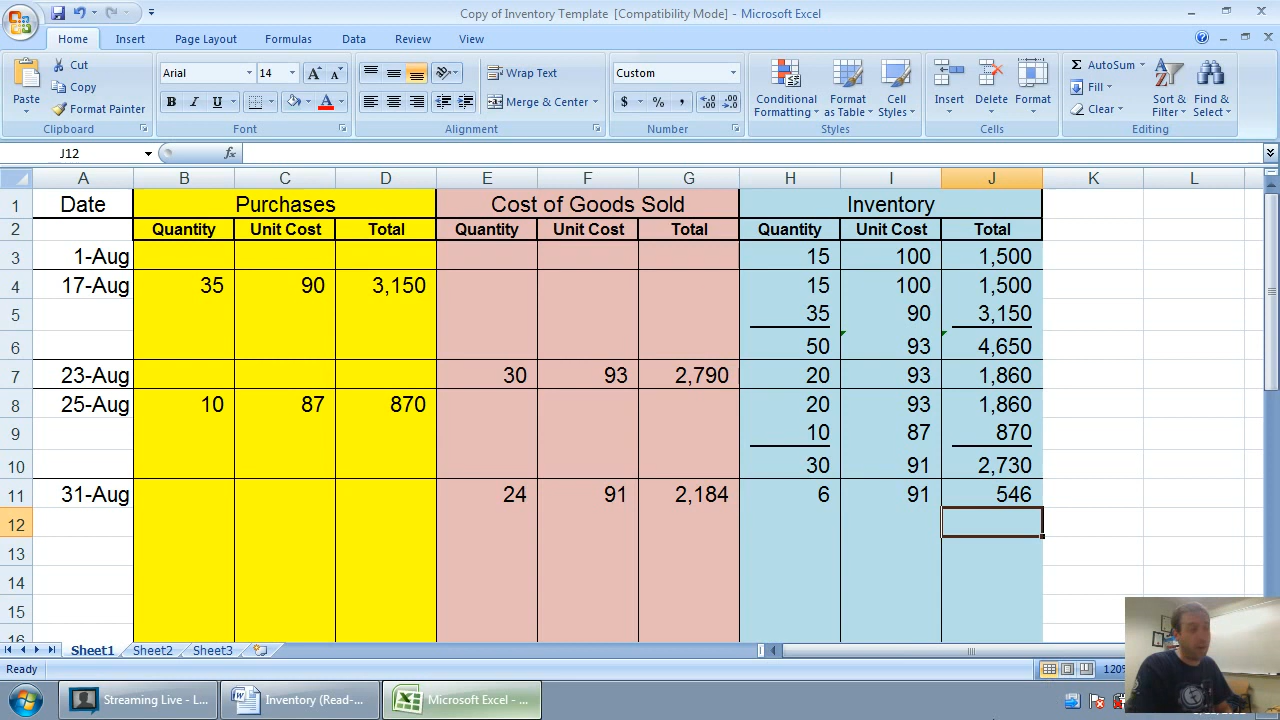 Copy of Inventory Template [Compatibility Mode] - Microsoft Excel
Home Insert Page Layout Formulas Data Review View
Paste Cut Copy Format Painter
Arial 14 A A B I U A
Wrap Text Merge & Center
Custom $ % ,
Conditional Formatting Format as Table Cell Styles
Insert Delete Format
Σ AutoSum Fill Clear Sort & Filter Find & Select
Clipboard Font Alignment Number Styles Cells Editing
J12 fx
A B C D E F G H I J K L
1 Date Purchases Cost of Goods Sold Inventory
2 Quantity Unit Cost Total Quantity Unit Cost Total Quantity Unit Cost Total
3 1-Aug 15 100 1,500
4 17-Aug 35 90 3,150 15 100 1,500
5 35 90 3,150
6 50 93 4,650
7 23-Aug 30 93 2,790 20 93 1,860
8 25-Aug 10 87 870 20 93 1,860
9 10 87 870
10 30 91 2,730
11 31-Aug 24 91 2,184 6 91 546
12
13
14
15
16
Sheet1 Sheet2 Sheet3
Ready 120%
Streaming Live - L... Inventory (Read-... Microsoft Excel - ...